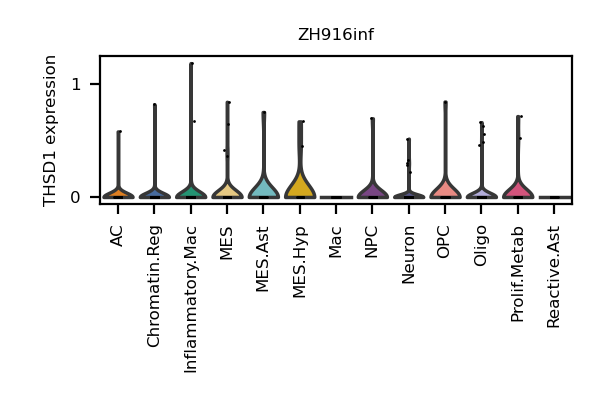 ZH916inf
THSD1 expression
1
0
AC
Chromatin.Reg
Inflammatory.Mac
MES
MES.Ast
MES.Hyp
Mac
NPC
Neuron
OPC
Oligo
Prolif.Metab
Reactive.Ast